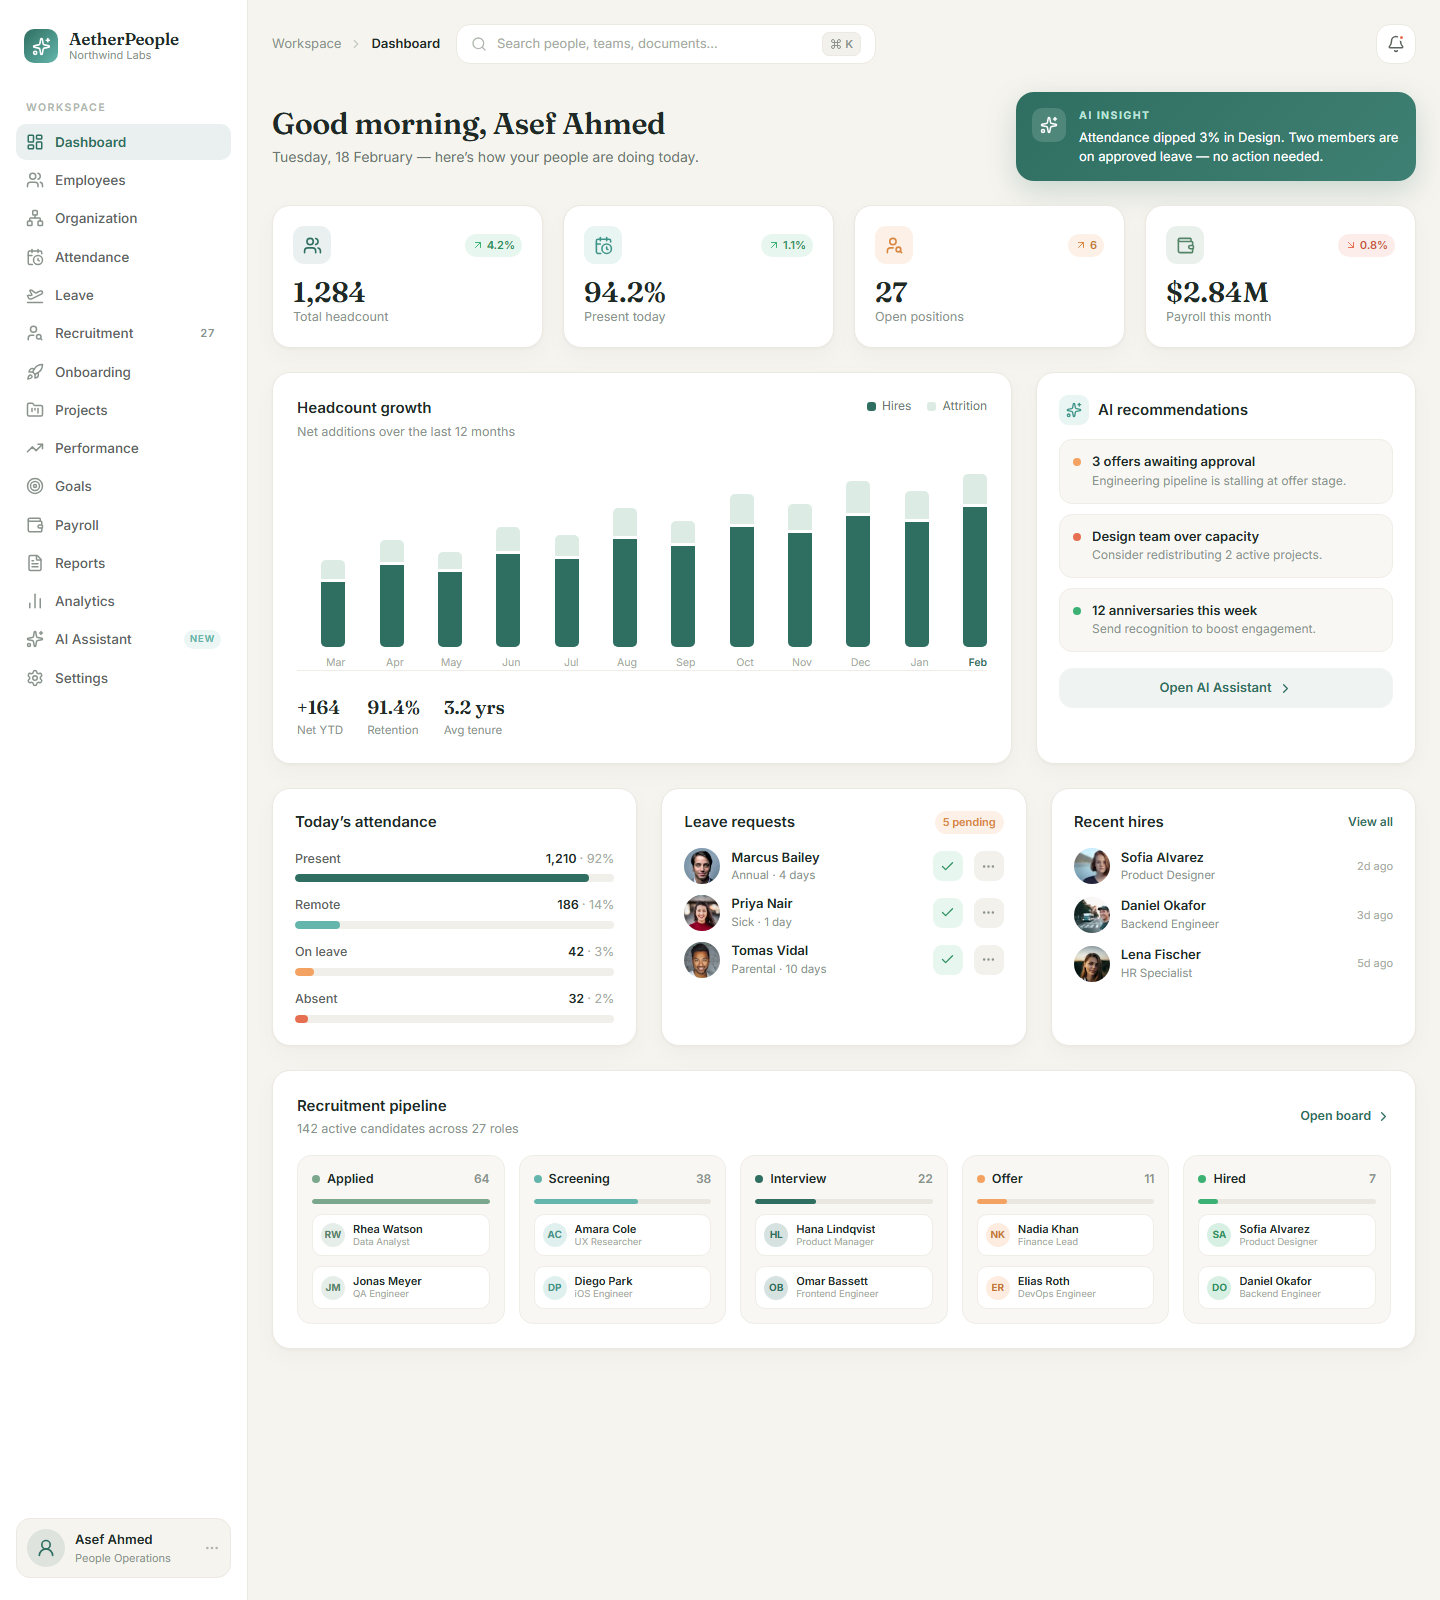 AetherPeople
Northwind Labs
WORKSPACE
Dashboard
Employees
Organization
Attendance
Leave
Recruitment 27
Onboarding
Projects
Performance
Goals
Payroll
Reports
Analytics
AI Assistant NEW
Settings
Asef Ahmed
People Operations
Workspace Dashboard
Search people, teams, documents...
⌘ K
Good morning, Asef Ahmed
Tuesday, 18 February — here’s how your people are doing today.
AI INSIGHT
Attendance dipped 3% in Design. Two members are
on approved leave — no action needed.
4.2%
1,284
Total headcount
1.1%
94.2%
Present today
6
27
Open positions
0.8%
$2.84M
Payroll this month
Headcount growth
Net additions over the last 12 months
Hires Attrition
Mar Apr May Jun Jul Aug Sep Oct Nov Dec Jan Feb
+164 91.4% 3.2 yrs
Net YTD Retention Avg tenure
AI recommendations
3 offers awaiting approval
Engineering pipeline is stalling at offer stage.
Design team over capacity
Consider redistributing 2 active projects.
12 anniversaries this week
Send recognition to boost engagement.
Open AI Assistant
Today’s attendance
Present 1,210 · 92%
Remote 186 · 14%
On leave 42 · 3%
Absent 32 · 2%
Leave requests 5 pending
Marcus Bailey
Annual · 4 days
Priya Nair
Sick · 1 day
Tomas Vidal
Parental · 10 days
Recent hires View all
Sofia Alvarez
Product Designer
2d ago
Daniel Okafor
Backend Engineer
3d ago
Lena Fischer
HR Specialist
5d ago
Recruitment pipeline
142 active candidates across 27 roles
Open board
Applied 64
RW Rhea Watson
Data Analyst
JM Jonas Meyer
QA Engineer
Screening 38
AC Amara Cole
UX Researcher
DP Diego Park
iOS Engineer
Interview 22
HL Hana Lindqvist
Product Manager
OB Omar Bassett
Frontend Engineer
Offer 11
NK Nadia Khan
Finance Lead
ER Elias Roth
DevOps Engineer
Hired 7
SA Sofia Alvarez
Product Designer
DO Daniel Okafor
Backend Engineer